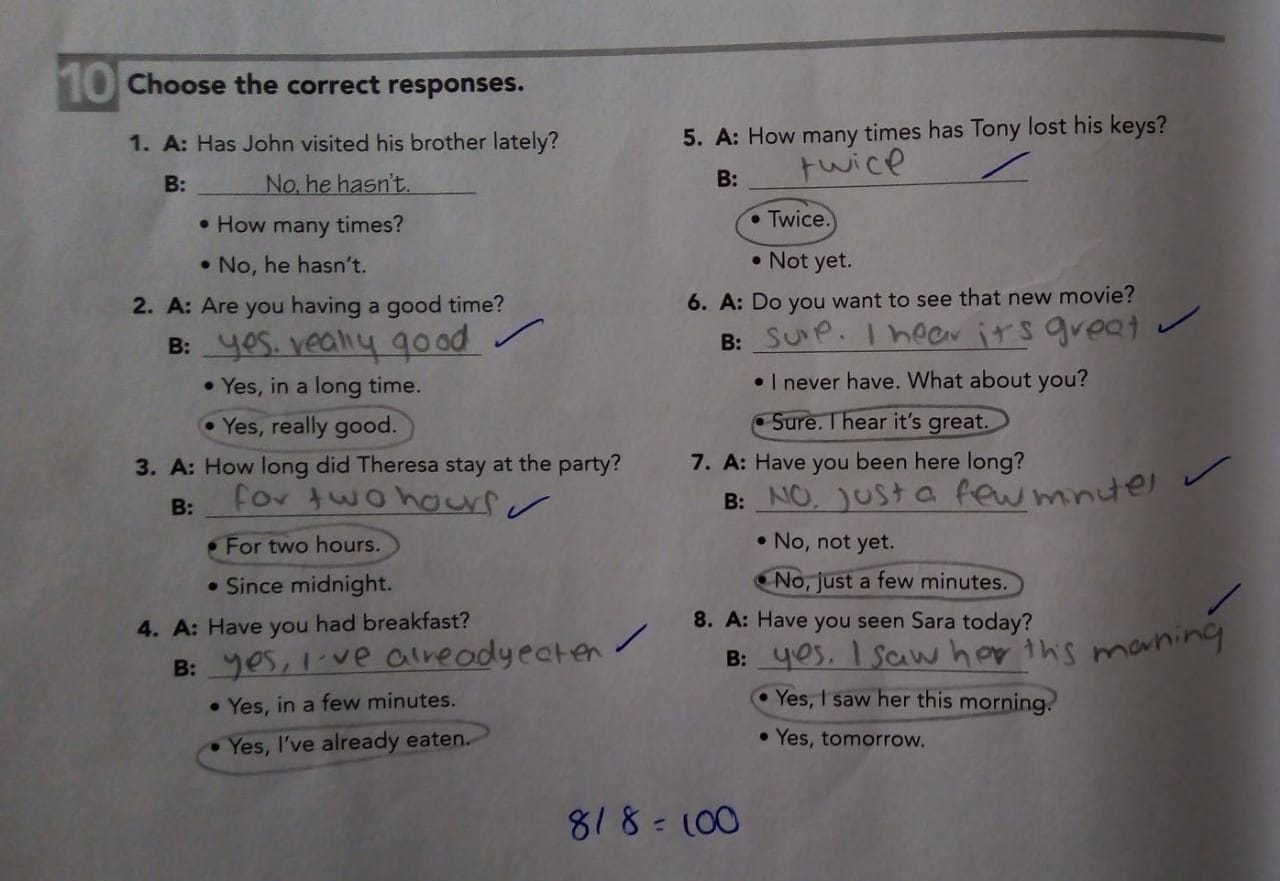 10 Choose the correct responses.
1. A: Has John visited his brother lately?
B: No, he hasn't.
• How many times?
• No, he hasn't.
2. A: Are you having a good time?
B: yes. really good
• Yes, in a long time.
• Yes, really good.
3. A: How long did Theresa stay at the party?
B: for two hours
• For two hours.
• Since midnight.
4. A: Have you had breakfast?
B: yes, I've already eaten
• Yes, in a few minutes.
• Yes, I've already eaten.
5. A: How many times has Tony lost his keys?
B: twice
• Twice.
• Not yet.
6. A: Do you want to see that new movie?
B: sure. I hear it's great
• I never have. What about you?
• Sure. I hear it's great.
7. A: Have you been here long?
B: NO, just a few minutes
• No, not yet.
• No, just a few minutes.
8. A: Have you seen Sara today?
B: yes. I saw her this morning
• Yes, I saw her this morning.
• Yes, tomorrow.
8/8 = 100